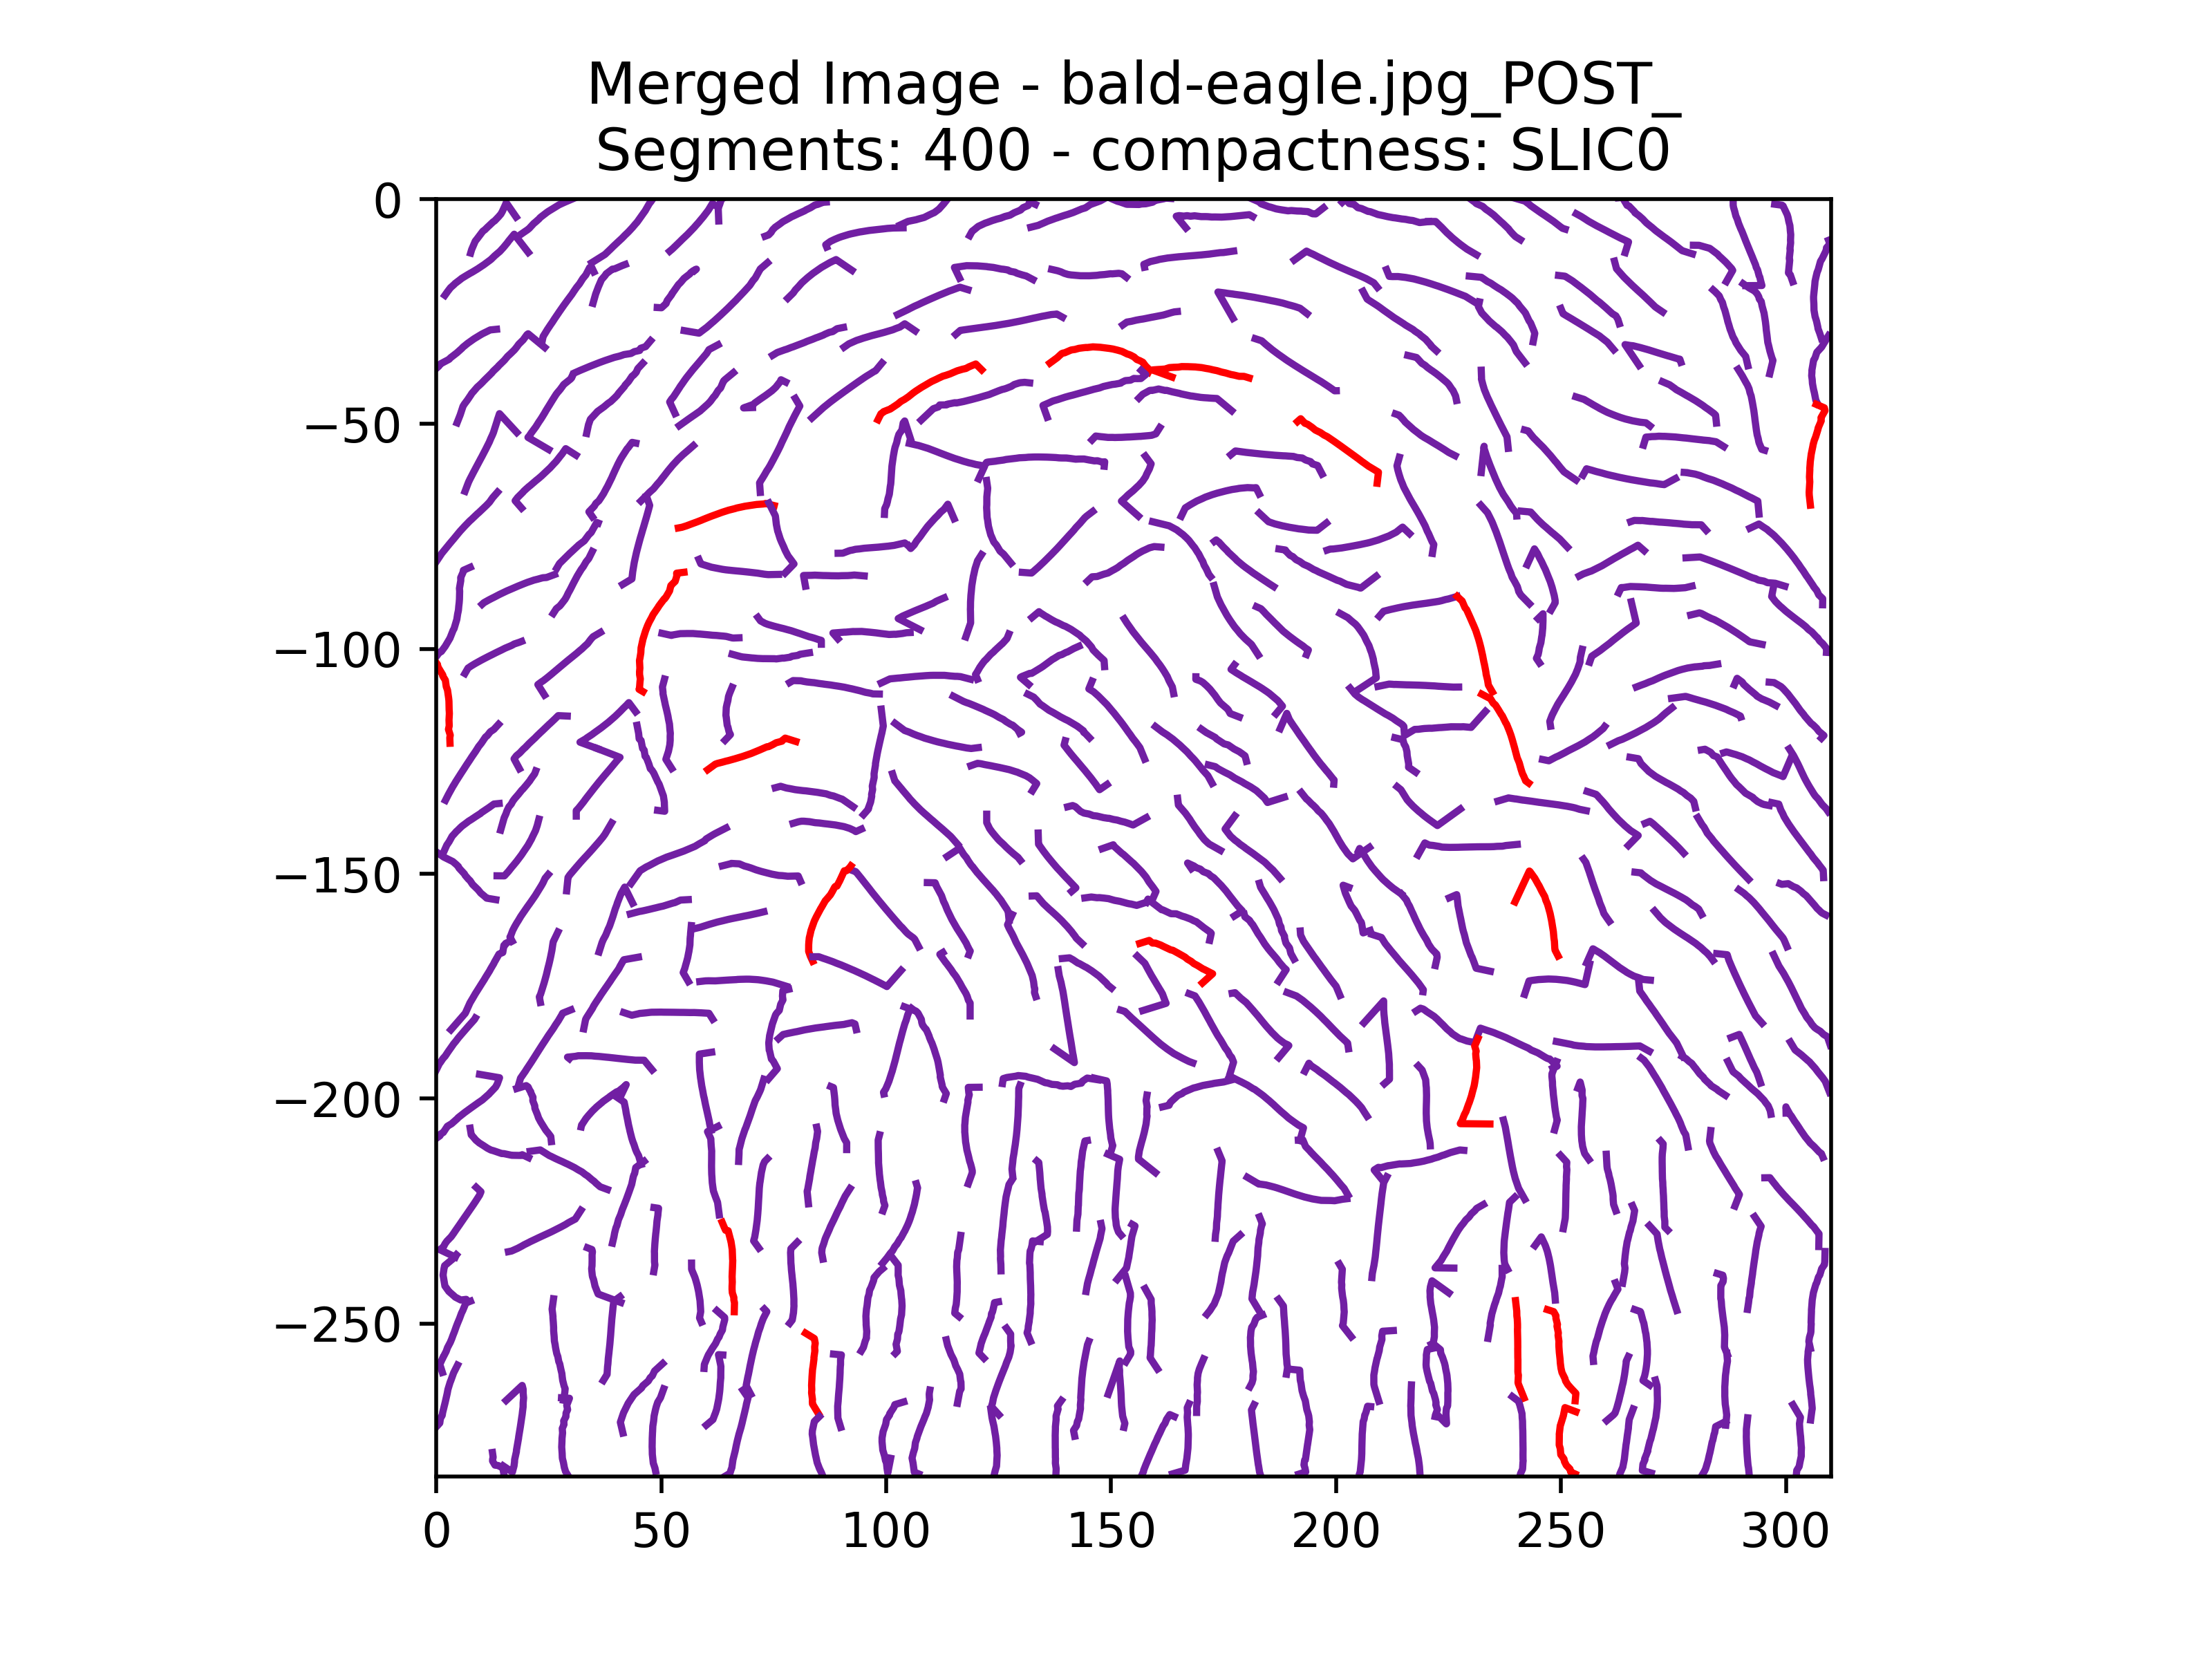 Merged Image - bald-eagle.jpg_POST_
Segments: 400 - compactness: SLIC0
0
−50
−100
−150
−200
−250
0 50 100 150 200 250 300